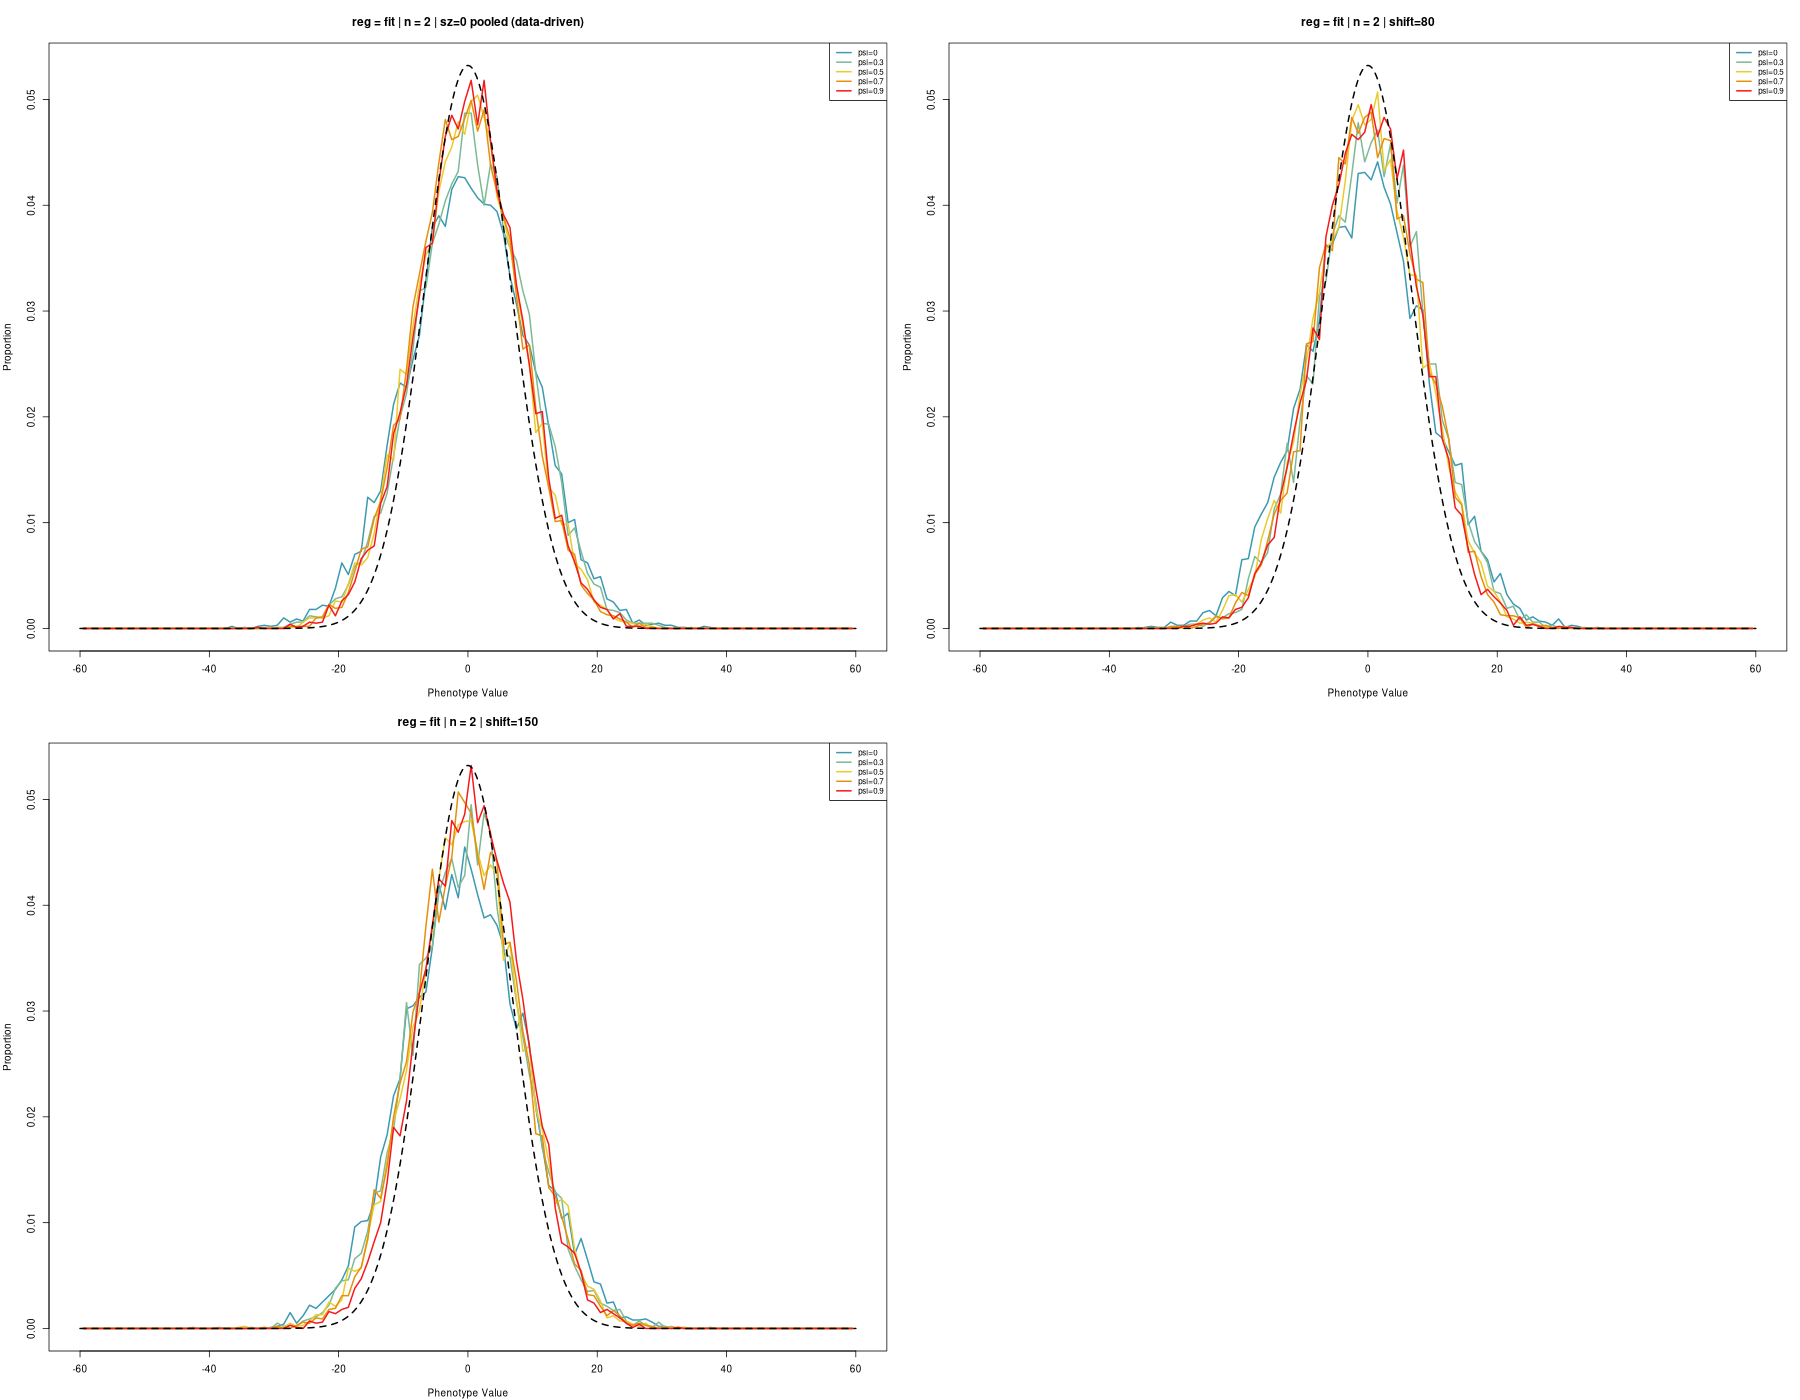 reg = fit | n = 2 | sz=0 pooled (data-driven)
Proportion
0.05
0.04
0.03
0.02
0.01
0.00
-60 -40 -20 0 20 40 60
Phenotype Value
psi=0
psi=0.3
psi=0.5
psi=0.7
psi=0.9
reg = fit | n = 2 | shift=80
Proportion
0.05
0.04
0.03
0.02
0.01
0.00
-60 -40 -20 0 20 40 60
Phenotype Value
psi=0
psi=0.3
psi=0.5
psi=0.7
psi=0.9
reg = fit | n = 2 | shift=150
Proportion
0.05
0.04
0.03
0.02
0.01
0.00
-60 -40 -20 0 20 40 60
Phenotype Value
psi=0
psi=0.3
psi=0.5
psi=0.7
psi=0.9